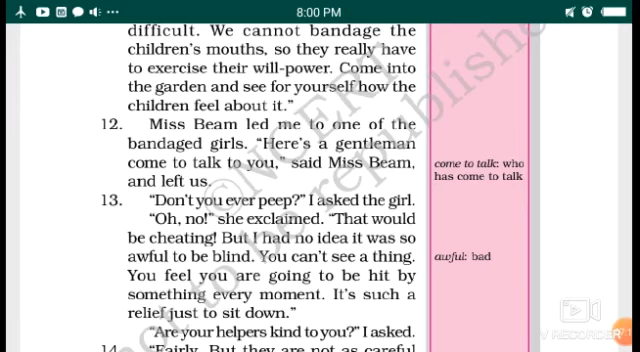 8:00 PM
difficult. We cannot bandage the
children's mouths, so they really have
to exercise their will-power. Come into
the garden and see for yourself how the
children feel about it."
12. Miss Beam led me to one of the
bandaged girls. "Here's a gentleman
come to talk to you," said Miss Beam,
and left us.
come to talk: who
has come to talk
13. "Don't you ever peep?" I asked the girl.
"Oh, no!" she exclaimed. "That would
be cheating! But I had no idea it was so
awful to be blind. You can't see a thing.
You feel you are going to be hit by
something every moment. It's such a
relief just to sit down."
awful: bad
"Are your helpers kind to you?" I asked.
14. "Fairly. But they are not as careful
©NCERT
not to be republished
V RECORDER